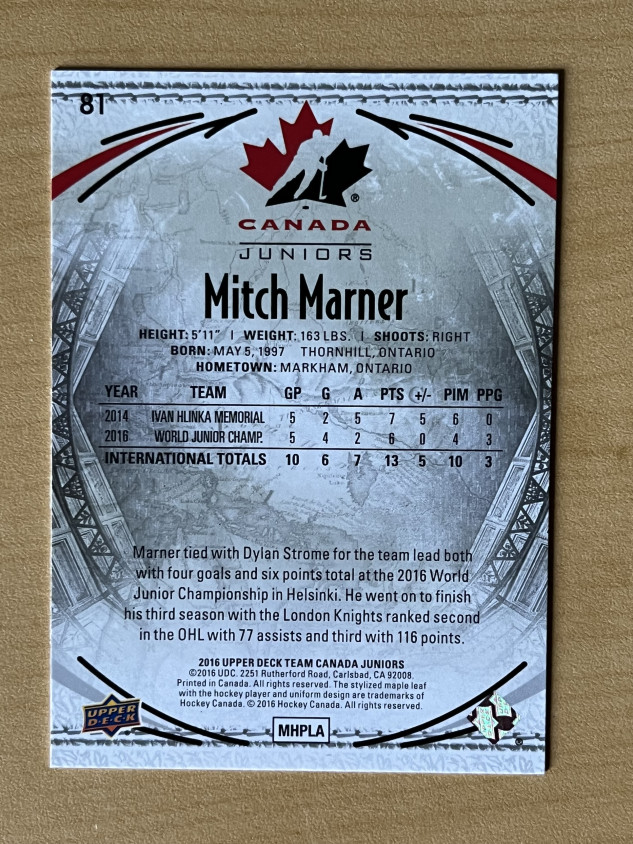 81
®
CANADA
JUNIORS
Mitch Marner
HEIGHT: 5'11" | WEIGHT: 163 LBS. | SHOOTS: RIGHT
BORN: MAY 5, 1997 THORNHILL, ONTARIO
HOMETOWN: MARKHAM, ONTARIO
YEAR TEAM GP G A PTS +/- PIM PPG
2014 IVAN HLINKA MEMORIAL 5 2 5 7 5 6 0
2016 WORLD JUNIOR CHAMP. 5 4 2 6 0 4 3
INTERNATIONAL TOTALS 10 6 7 13 5 10 3
Marner tied with Dylan Strome for the team lead both
with four goals and six points total at the 2016 World
Junior Championship in Helsinki. He went on to finish
his third season with the London Knights ranked second
in the OHL with 77 assists and third with 116 points.
2016 UPPER DECK TEAM CANADA JUNIORS
©2016 UDC. 2251 Rutherford Road, Carlsbad, CA 92008.
Printed in Canada. All rights reserved. The stylized maple leaf
with the hockey player and uniform design are trademarks of
Hockey Canada. © 2016 Hockey Canada. All rights reserved.
UPPER
DECK
MHPLA
®